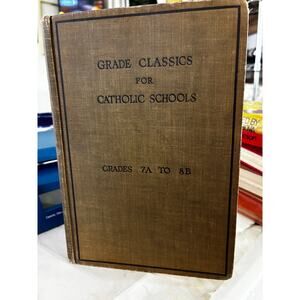 GRADE CLASSICS
FOR
CATHOLIC SCHOOLS
GRADES 7A TO 8B